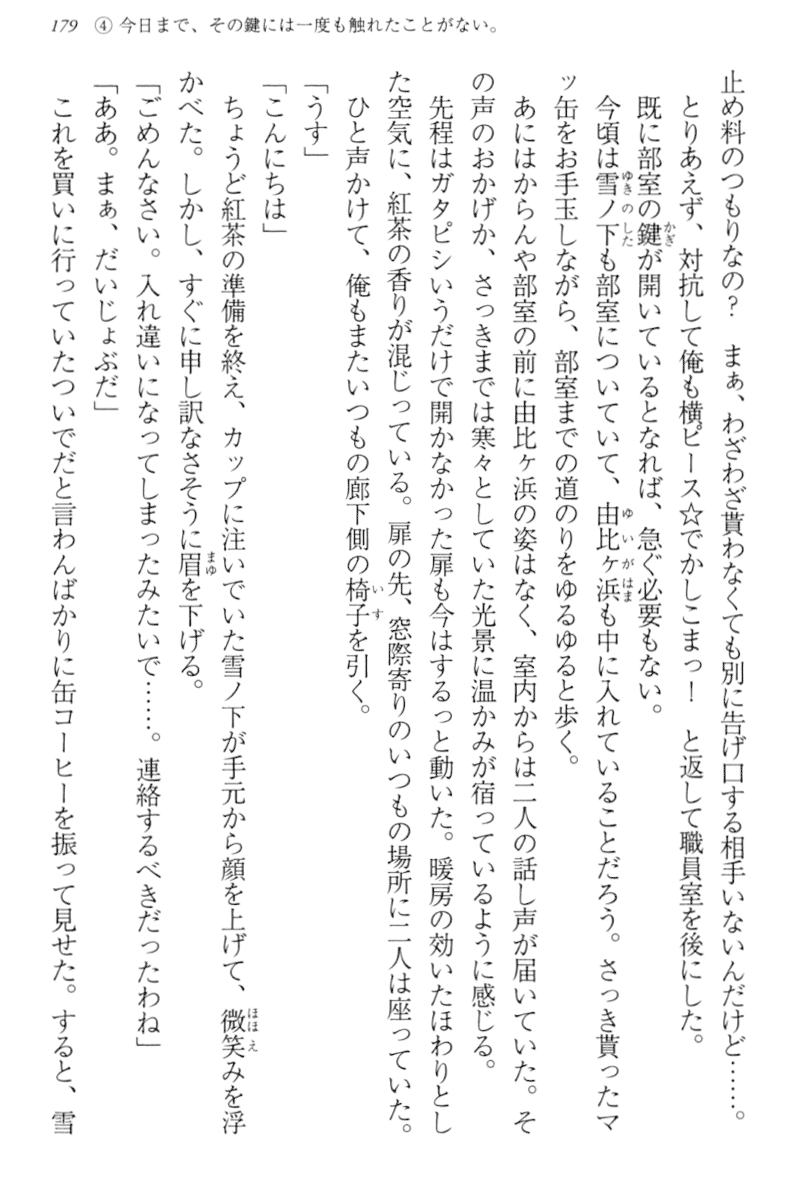 179 ④ 今日まで、その鍵には一度も触れたことがない。
止め料のつもりなの？　まぁ、わざわざ貰わなくても別に告げ口する相手いないんだけど……。
　とりあえず、対抗して俺も横ピース☆でかしこまっ！　と返して職員室を後にした。
　既に部室の鍵が開いているとなれば、急ぐ必要もない。
　今頃は雪ノ下も部室についていて、由比ヶ浜も中に入れていることだろう。さっき貰ったマ
ッ缶をお手玉しながら、部室までの道のりをゆるゆると歩く。
　あにはからんや部室の前に由比ヶ浜の姿はなく、室内からは二人の話し声が届いていた。そ
の声のおかげか、さっきまでは寒々としていた光景に温かみが宿っているように感じる。
　先程はガタピシいうだけで開かなかった扉も今はするっと動いた。暖房の効いたほわりとし
た空気に、紅茶の香りが混じっている。扉の先、窓際寄りのいつもの場所に二人は座っていた。
　ひと声かけて、俺もまたいつもの廊下側の椅子を引く。
「うす」
「こんにちは」
　ちょうど紅茶の準備を終え、カップに注いでいた雪ノ下が手元から顔を上げて、微笑みを浮
かべた。しかし、すぐに申し訳なさそうに眉を下げる。
「ごめんなさい。入れ違いになってしまったみたいで……。連絡するべきだったわね」
「ああ。まぁ、だいじょぶだ」
　これを買いに行っていたついでだと言わんばかりに缶コーヒーを振って見せた。すると、雪